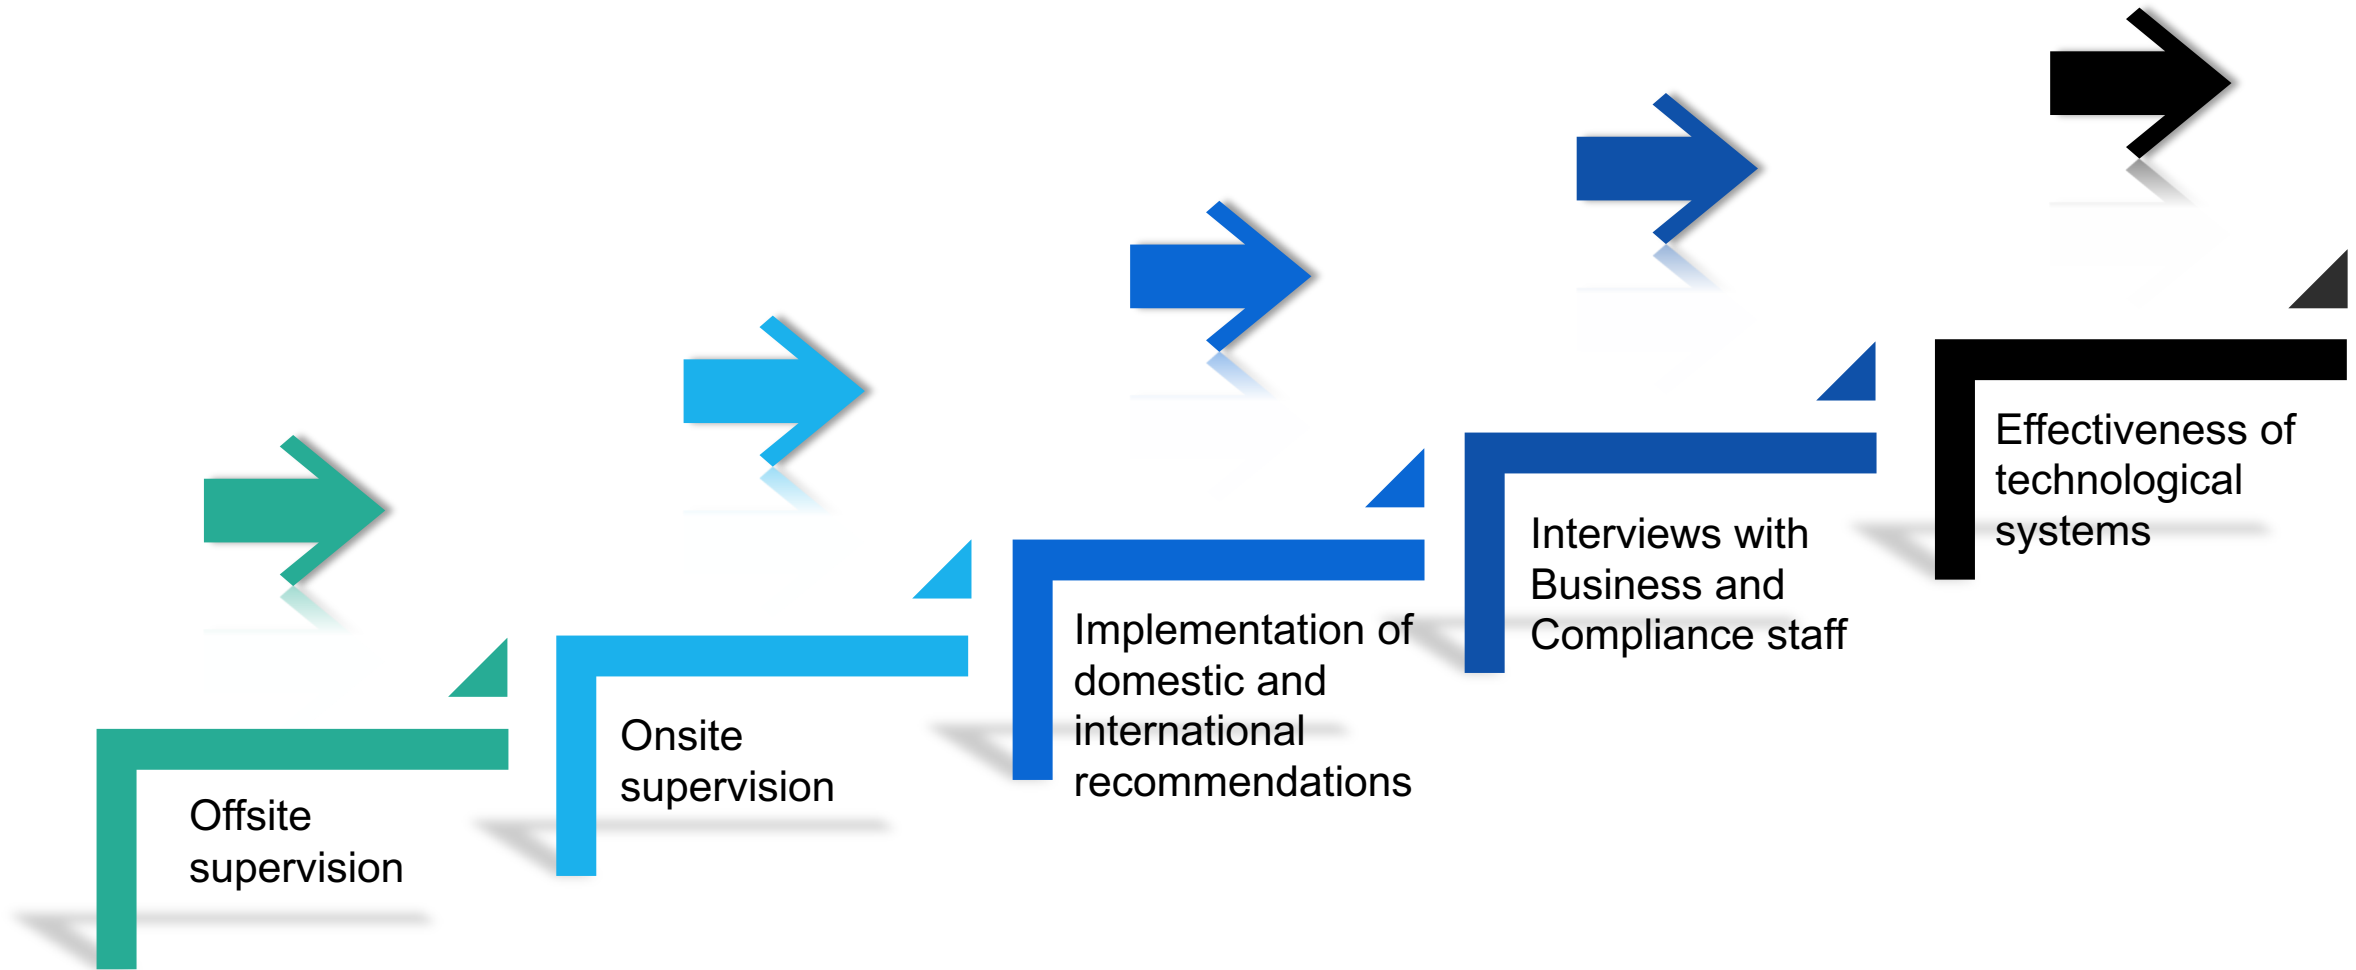 Offsite
supervision
Onsite
supervision
Implementation of
domestic and
international
recommendations
Interviews with
Business and
Compliance staff
Effectiveness of
technological
systems